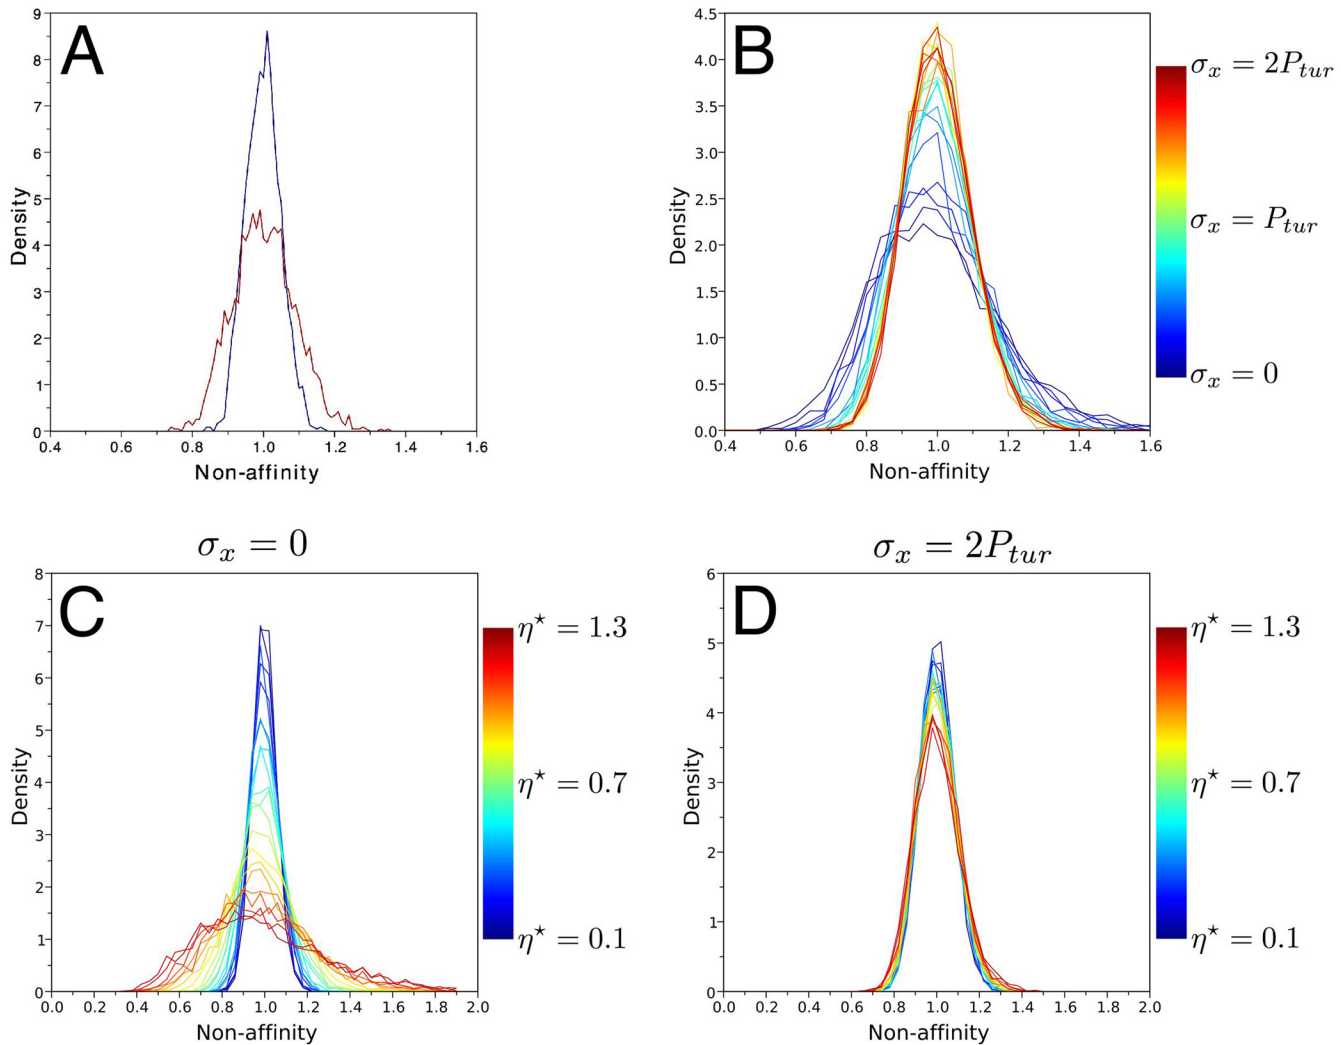 A
9
8
7
6
5
4
3
2
1
0
Density
0.4 0.6 0.8 1.0 1.2 1.4 1.6
Non-affinity
B
4.5
4.0
3.5
3.0
2.5
2.0
1.5
1.0
0.5
0.0
Density
0.4 0.6 0.8 1.0 1.2 1.4 1.6
Non-affinity
σₓ = 2P_tur
σₓ = P_tur
σₓ = 0
σₓ = 0
C
8
7
6
5
4
3
2
1
0
Density
0.0 0.2 0.4 0.6 0.8 1.0 1.2 1.4 1.6 1.8 2.0
Non-affinity
η* = 1.3
η* = 0.7
η* = 0.1
σₓ = 2P_tur
D
6
5
4
3
2
1
0
Density
0.0 0.2 0.4 0.6 0.8 1.0 1.2 1.4 1.6 1.8 2.0
Non-affinity
η* = 1.3
η* = 0.7
η* = 0.1